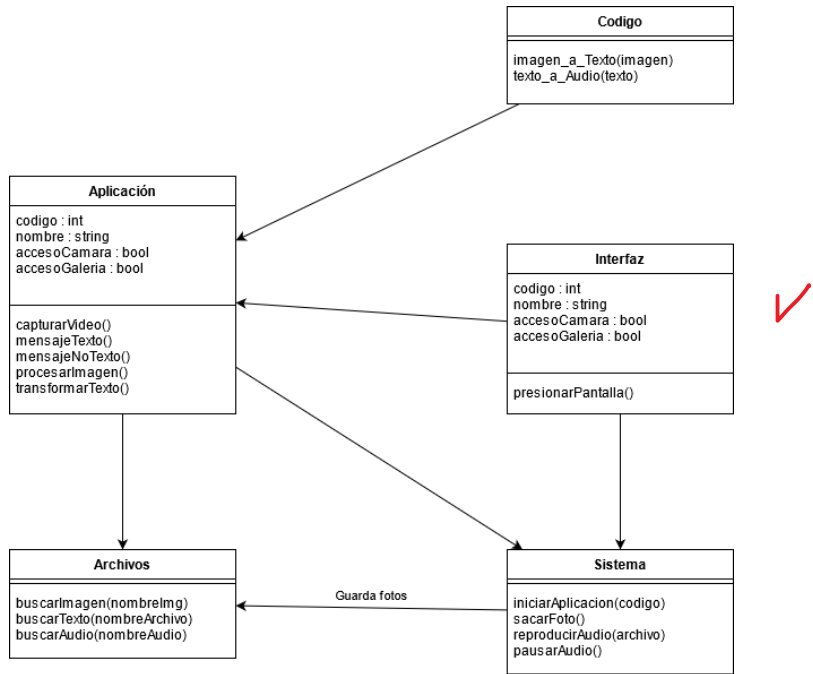 Codigo
imagen_a_Texto(imagen)
texto_a_Audio(texto)
Aplicación
codigo : int
nombre : string
accesoCamara : bool
accesoGaleria : bool
capturarVideo()
mensajeTexto()
mensajeNoTexto()
procesarImagen()
transformarTexto()
Interfaz
codigo : int
nombre : string
accesoCamara : bool
accesoGaleria : bool
presionarPantalla()
Archivos
buscarImagen(nombreImg)
buscarTexto(nombreArchivo)
buscarAudio(nombreAudio)
Guarda fotos
Sistema
iniciarAplicacion(codigo)
sacarFoto()
reproducirAudio(archivo)
pausarAudio()